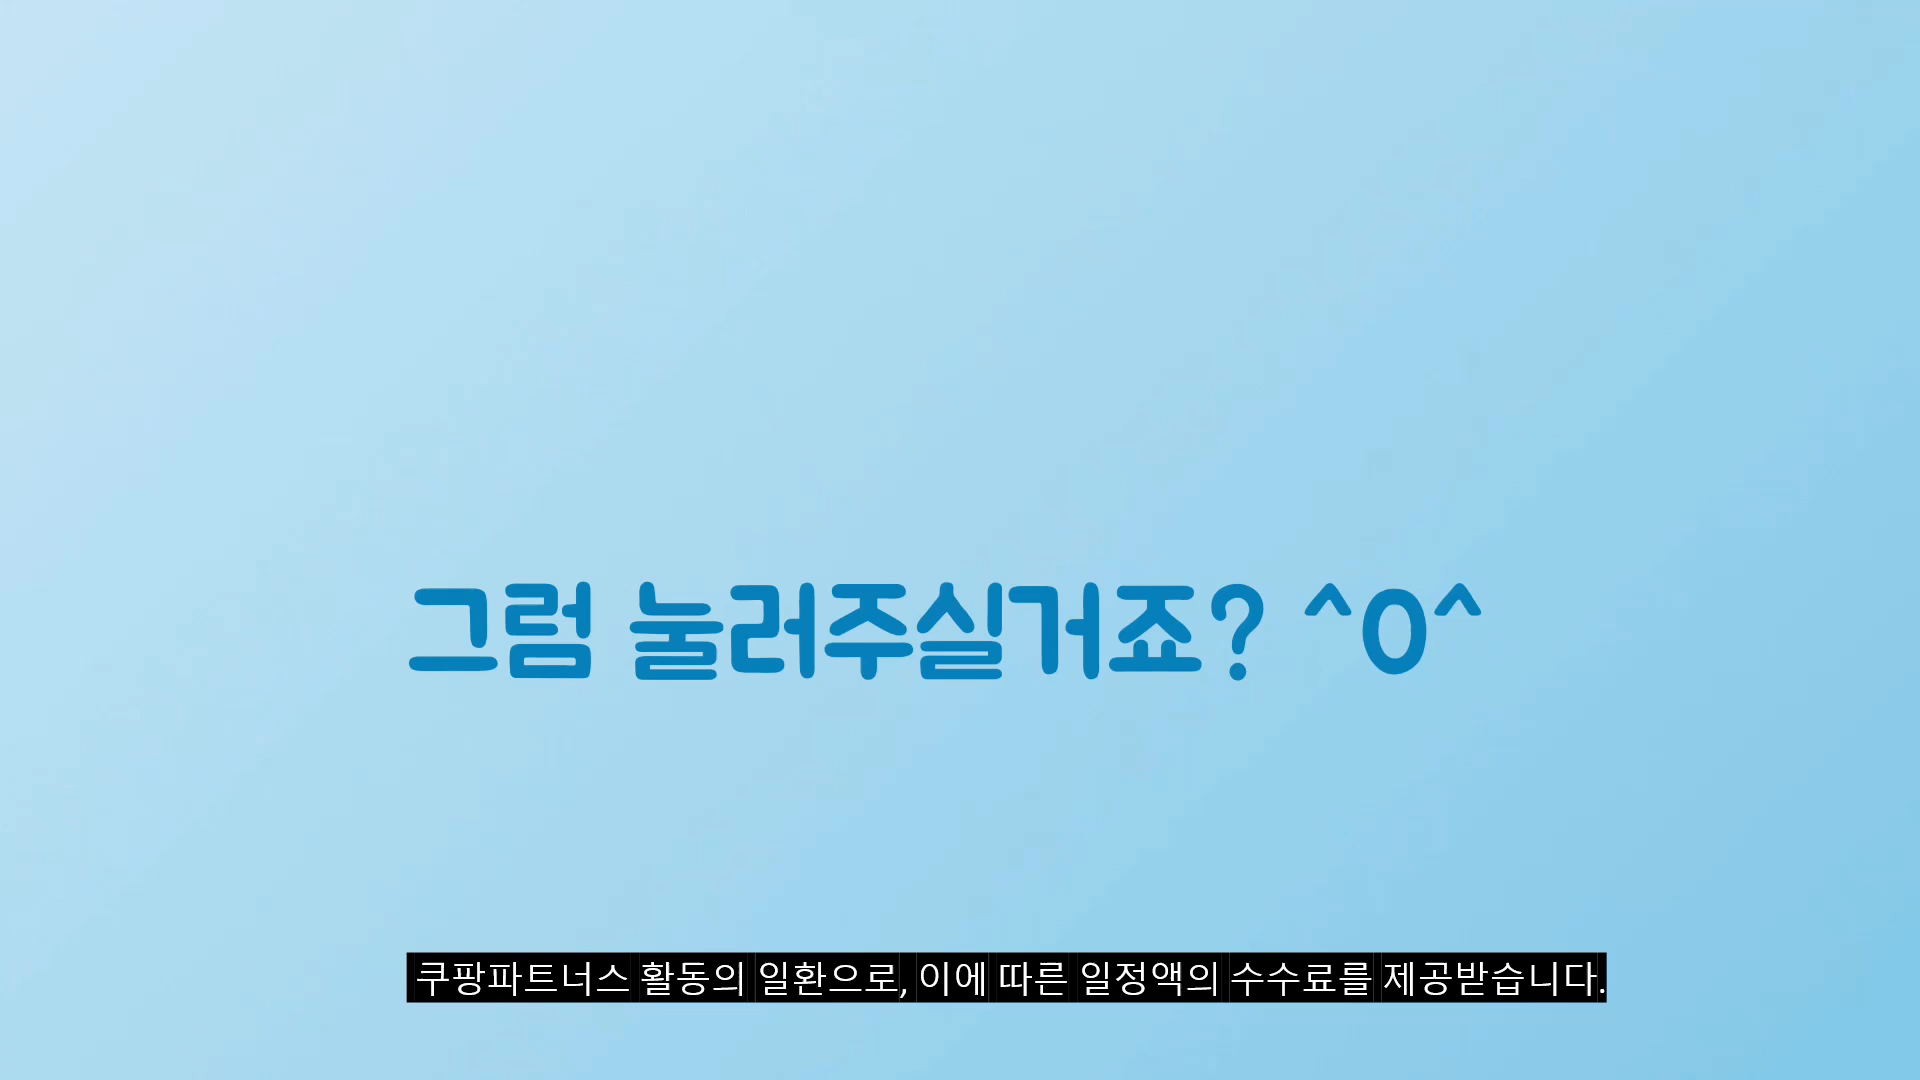 그럼 눌러주실거죠? ^0^
쿠팡파트너스 활동의 일환으로, 이에 따른 일정액의 수수료를 제공받습니다.